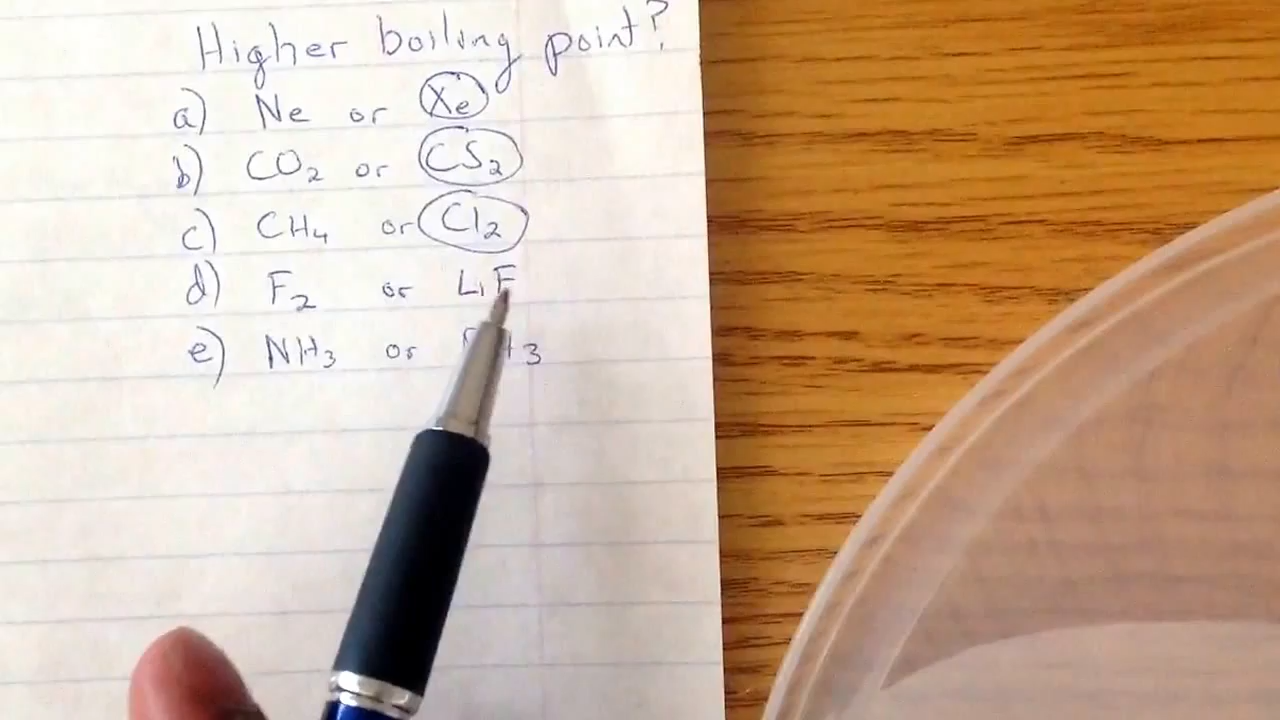 Higher boiling point?
a) Ne or Xe
b) CO₂ or CS₂
c) CH₄ or Cl₂
d) F₂ or LiF
e) NH₃ or